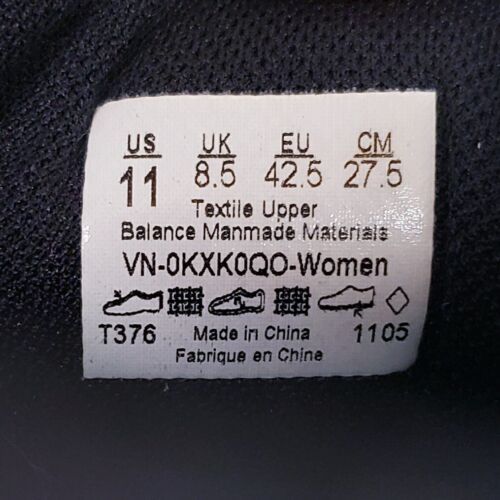 US UK EU CM
11 8.5 42.5 27.5
Textile Upper
Balance Manmade Materials
VN-0KXK0QO-Women
T376 Made in China 1105
Fabrique en Chine